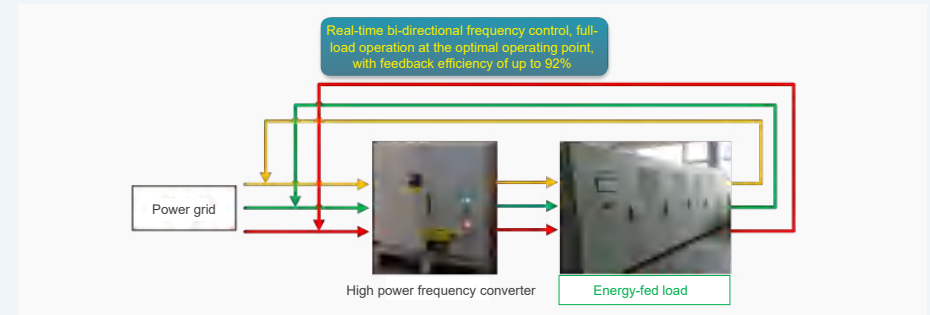 Real-time bi-directional frequency control, full-
load operation at the optimal operating point,
with feedback efficiency of up to 92%
Power grid
High power frequency converter
Energy-fed load